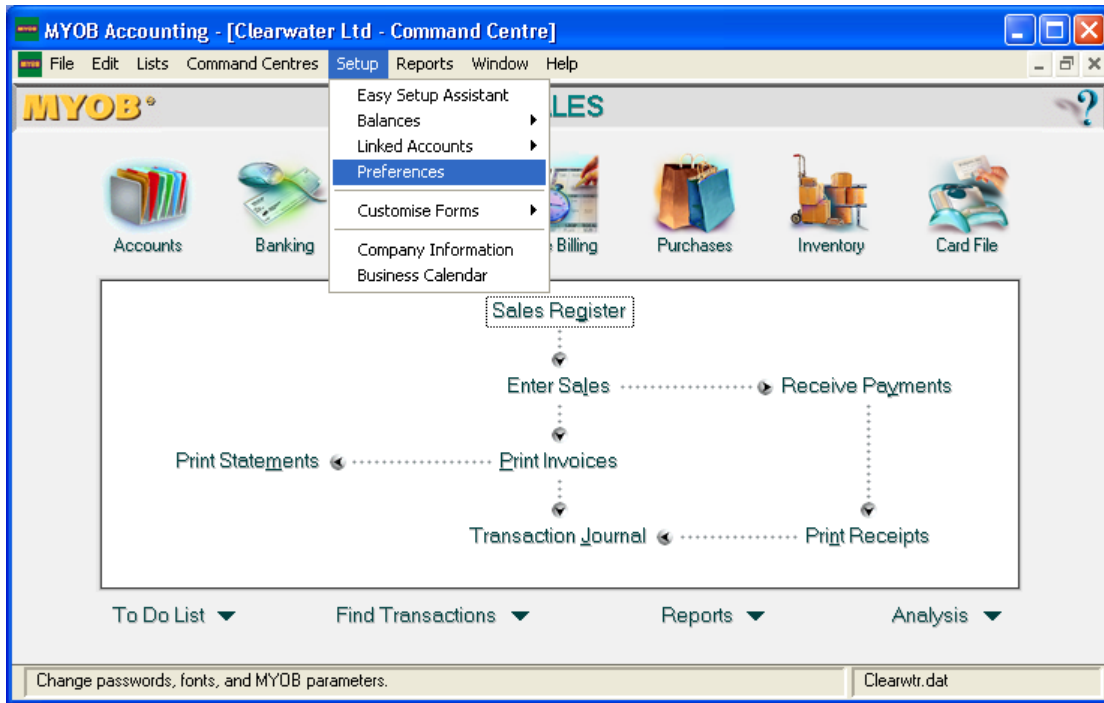 MYOB Accounting - [Clearwater Ltd - Command Centre]
File Edit Lists Command Centres Setup Reports Window Help
MYOB® LES
Easy Setup Assistant
Balances
Linked Accounts
Preferences
Customise Forms
Company Information
Business Calendar
Accounts Banking Billing Purchases Inventory Card File
Sales Register
Enter Sales Receive Payments
Print Statements Print Invoices
Transaction Journal Print Receipts
To Do List Find Transactions Reports Analysis
Change passwords, fonts, and MYOB parameters. Clearwtr.dat